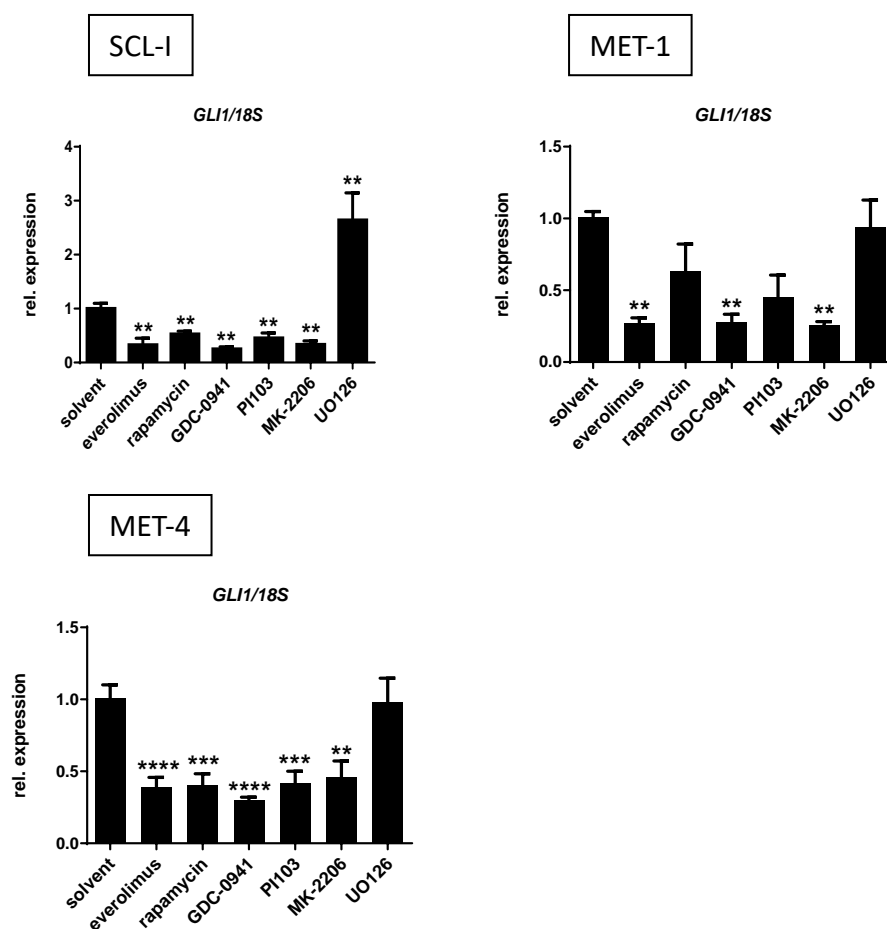 SCL-I
GLI1/18S
rel. expression
4
3
2
1
0
**
**
**
**
**
**
solvent
everolimus
rapamycin
GDC-0941
PI103
MK-2206
UO126
MET-1
GLI1/18S
rel. expression
1.5
1.0
0.5
0.0
**
**
**
solvent
everolimus
rapamycin
GDC-0941
PI103
MK-2206
UO126
MET-4
GLI1/18S
rel. expression
1.5
1.0
0.5
0.0
****
***
****
***
**
solvent
everolimus
rapamycin
GDC-0941
PI103
MK-2206
UO126